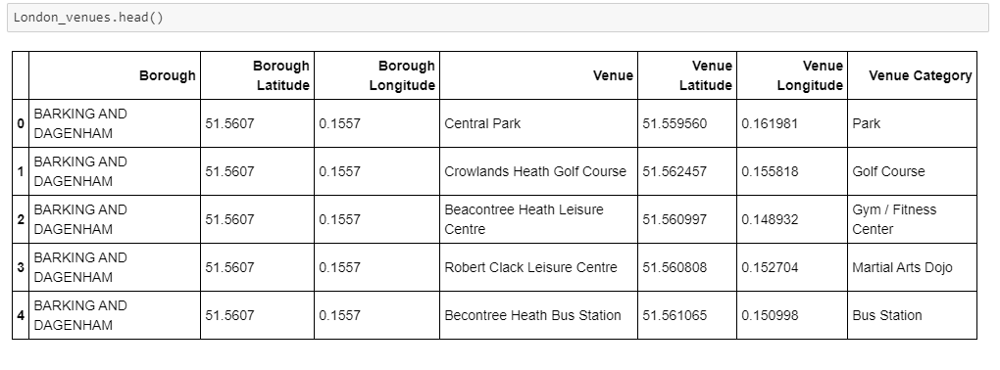 London_venues.head()
Borough Borough Latitude Borough Longitude Venue Venue Latitude Venue Longitude Venue Category
0 BARKING AND DAGENHAM 51.5607 0.1557 Central Park 51.559560 0.161981 Park
1 BARKING AND DAGENHAM 51.5607 0.1557 Crowlands Heath Golf Course 51.562457 0.155818 Golf Course
2 BARKING AND DAGENHAM 51.5607 0.1557 Beacontree Heath Leisure Centre 51.560997 0.148932 Gym / Fitness Center
3 BARKING AND DAGENHAM 51.5607 0.1557 Robert Clack Leisure Centre 51.560808 0.152704 Martial Arts Dojo
4 BARKING AND DAGENHAM 51.5607 0.1557 Becontree Heath Bus Station 51.561065 0.150998 Bus Station